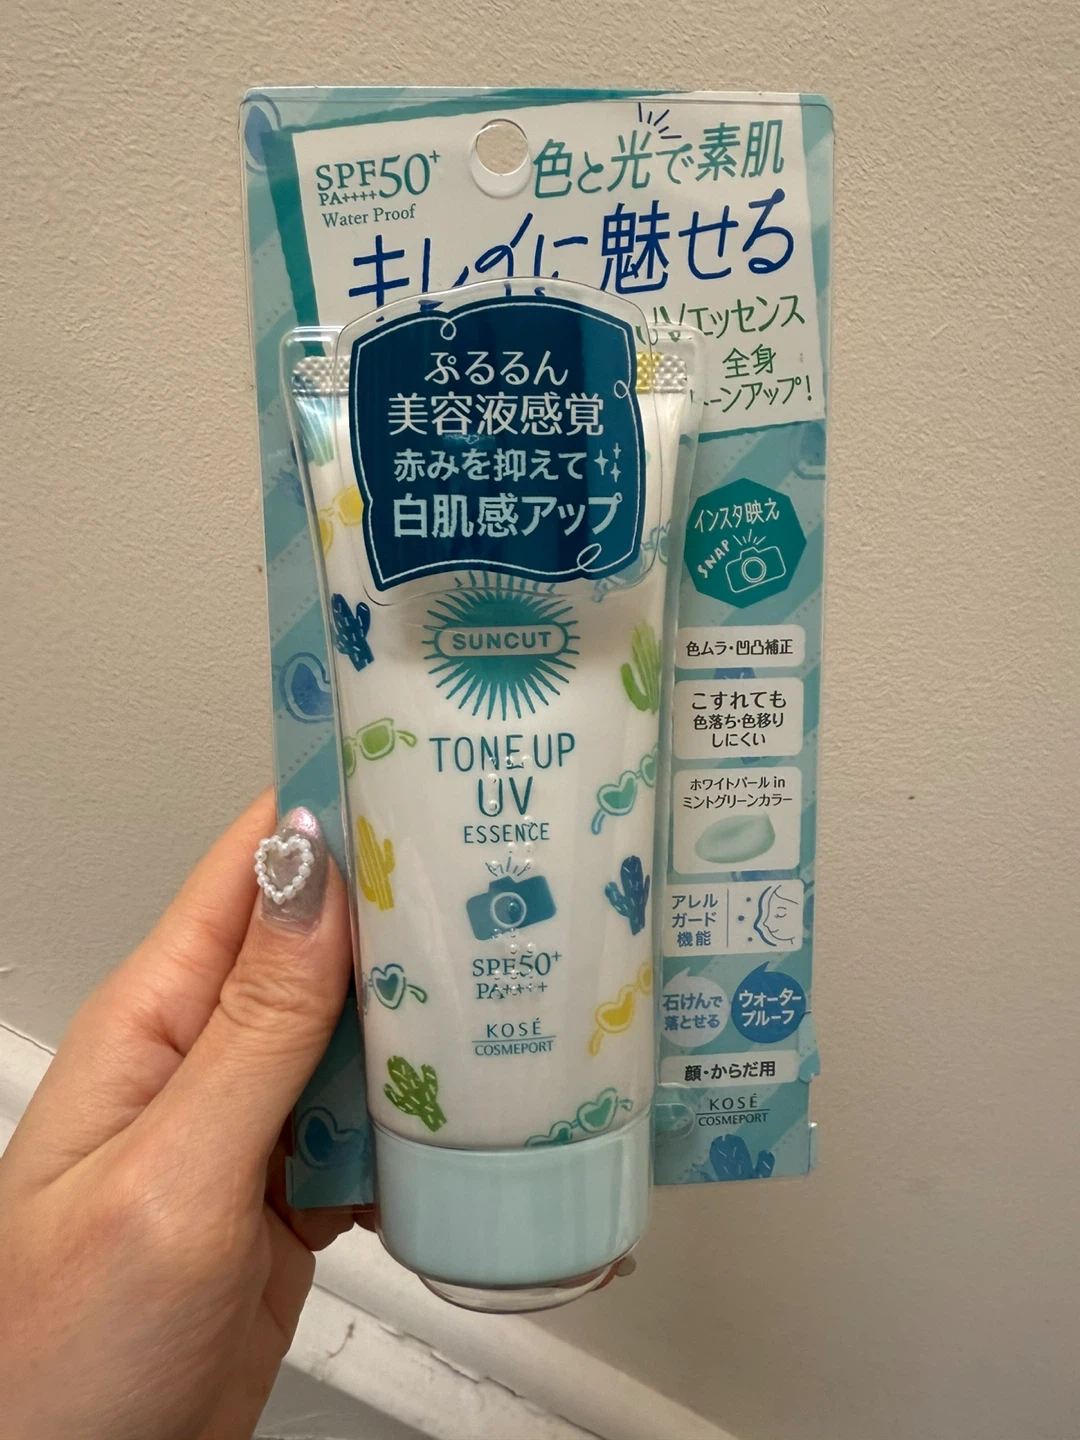 SPF50+
PA++++
Water Proof
色と光で素肌
キレイに魅せる
UVエッセンス
全身
トーンアップ!
ぷるるん
美容液感覚
赤みを抑えて
白肌感アップ
インスタ映え
SNAP
SUNCUT
TONE UP
UV
ESSENCE
SPF50+
PA++++
KOSÉ
COSMEPORT
色ムラ・凹凸補正
こすれても
色落ち・色移り
しにくい
ホワイトパール in
ミントグリーンカラー
アレル
ガード
機能
石けんで
落とせる
ウォーター
プルーフ
顔・からだ用
KOSÉ
COSMEPORT